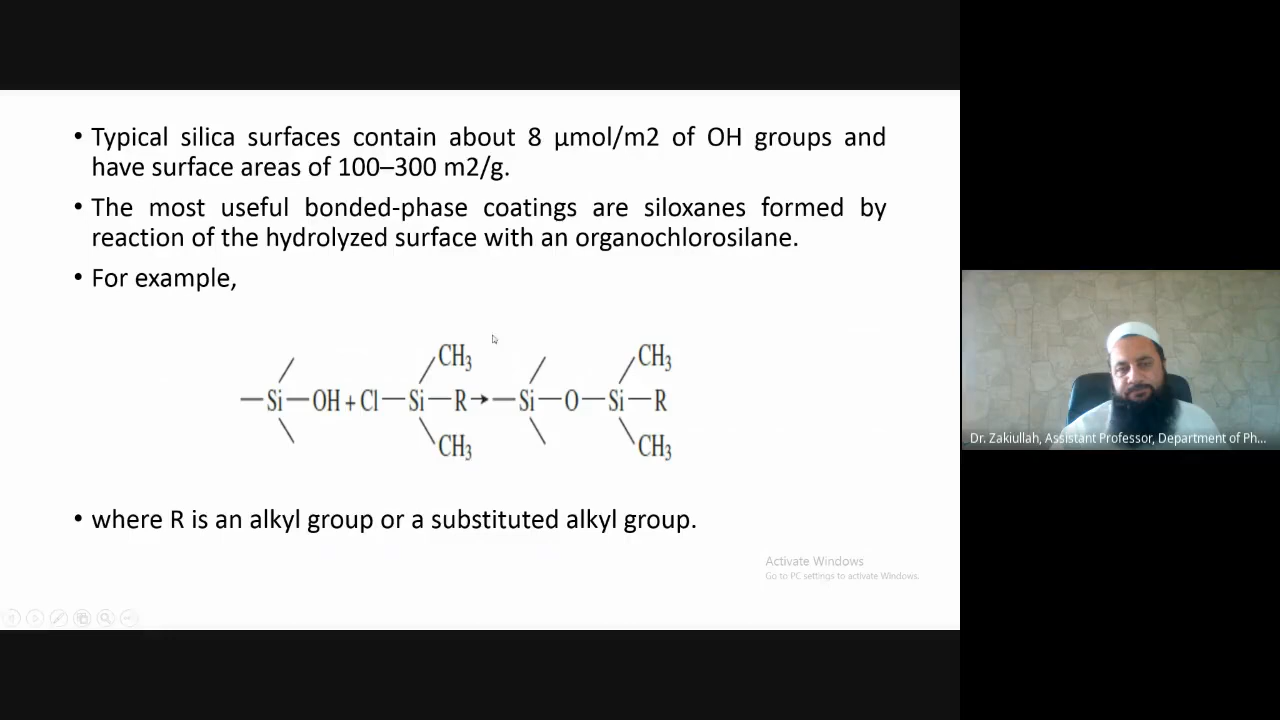 • Typical silica surfaces contain about 8 µmol/m2 of OH groups and
have surface areas of 100–300 m2/g.
• The most useful bonded-phase coatings are siloxanes formed by
reaction of the hydrolyzed surface with an organochlorosilane.
• For example,
CH₃ CH₃
—Si—OH + Cl—Si—R→—Si—O—Si—R
CH₃ CH₃
Dr. Zakiullah, Assistant Professor, Department of Ph...
• where R is an alkyl group or a substituted alkyl group.
Activate Windows
Go to PC settings to activate Windows.